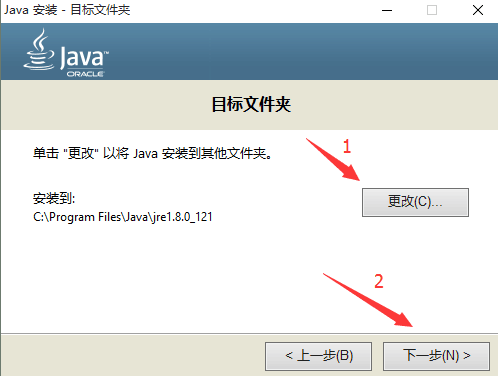 Java 安装 - 目标文件夹
Java™
ORACLE
目标文件夹
单击 "更改" 以将 Java 安装到其他文件夹。
1
安装到:
更改(C)...
C:\Program Files\Java\jre1.8.0_121
2
< 上一步(B)
下一步(N) >